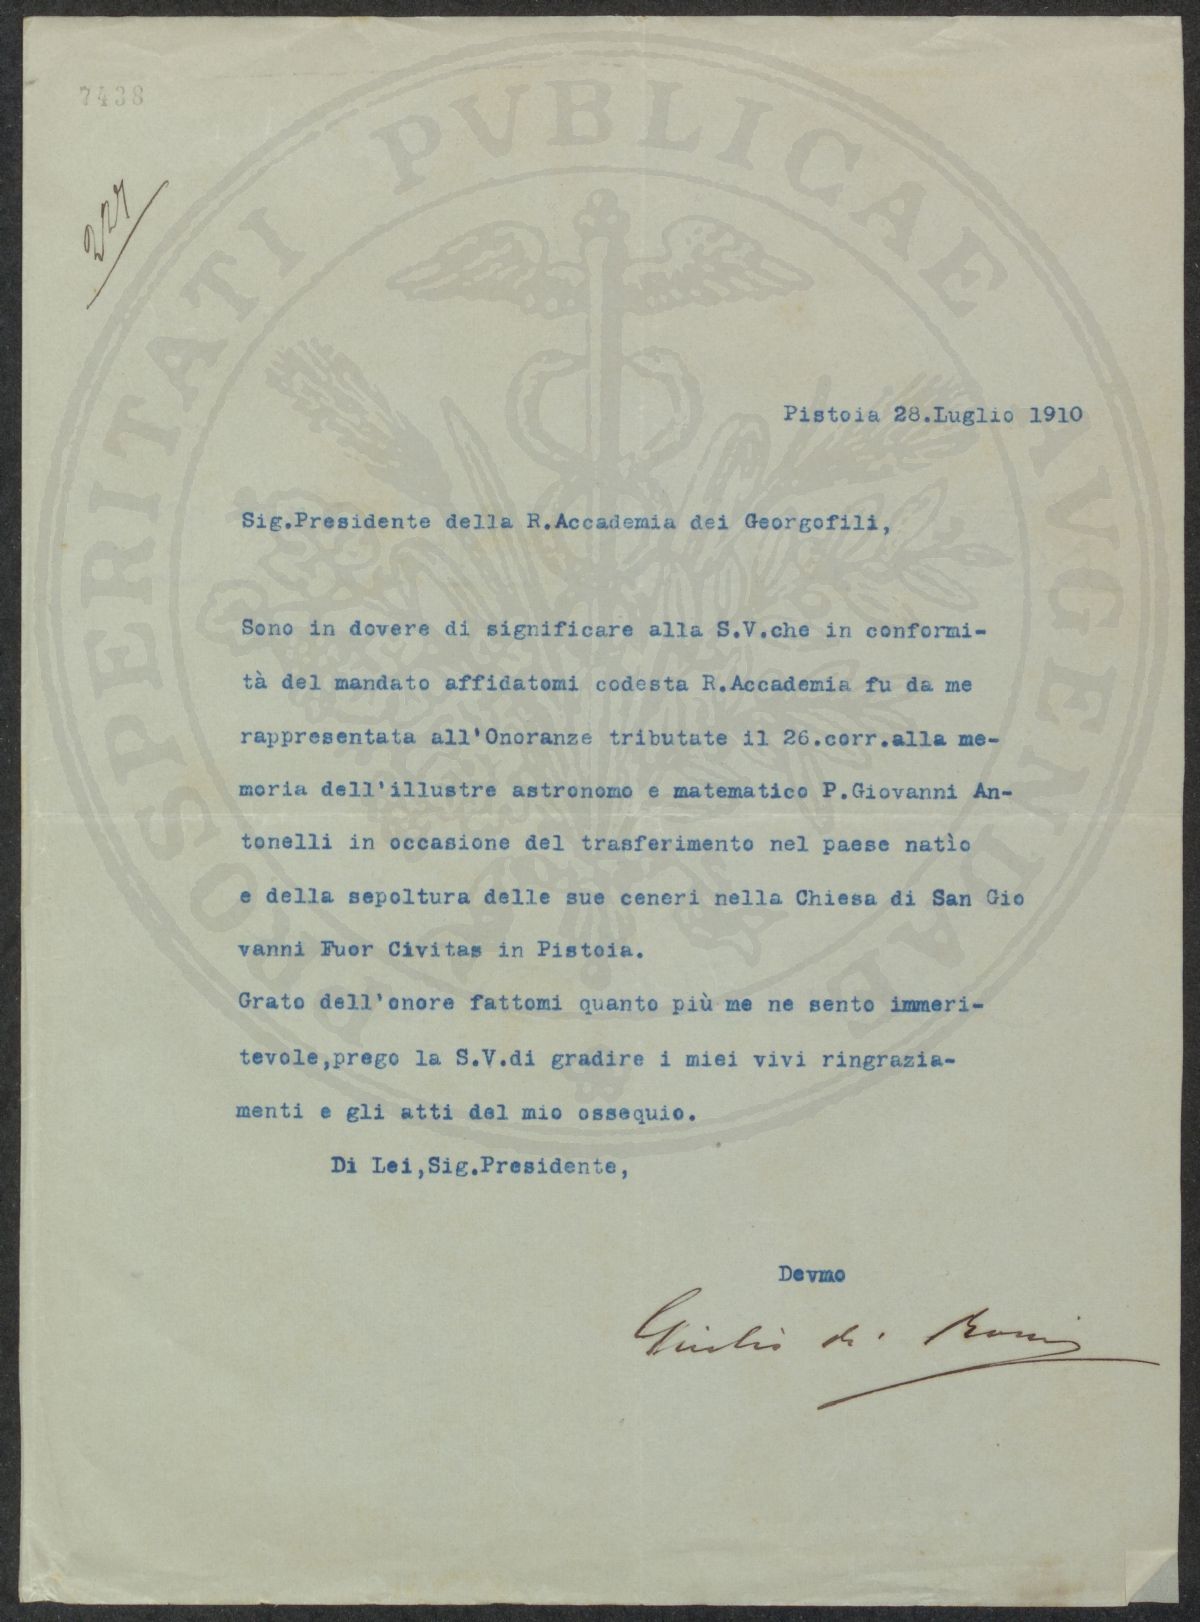 7438
227
PROSPERITATI PVBLICAE AVGENDAE
Pistoia 28.Luglio 1910
Sig.Presidente della R.Accademia dei Georgofili,
Sono in dovere di significare alla S.V.che in conformi-
tà del mandato affidatomi codesta R.Accademia fu da me
rappresentata all'Onoranze tributate il 26.corr.alla me-
moria dell'illustre astronomo e matematico P.Giovanni An-
tonelli in occasione del trasferimento nel paese natìo
e della sepoltura delle sue ceneri nella Chiesa di San Gio
vanni Fuor Civitas in Pistoia.
Grato dell'onore fattomi quanto più me ne sento immeri-
tevole,prego la S.V.di gradire i miei vivi ringrazia-
menti e gli atti del mio ossequio.
Di Lei,Sig.Presidente,
Devmo
Giulio de'